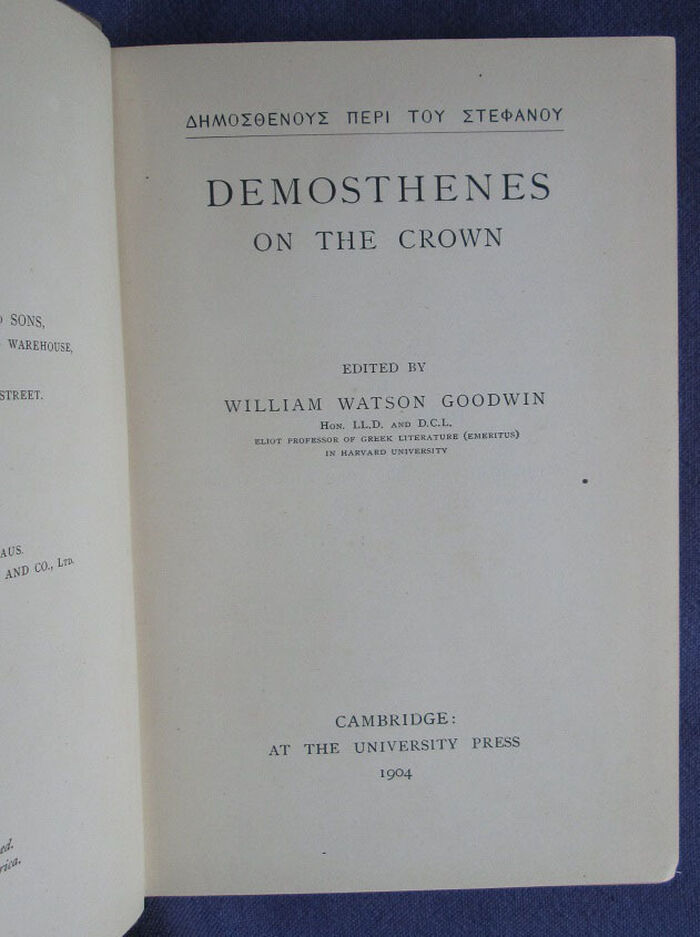 SONS,
WAREHOUSE,
STREET.
AUS.
AND CO., LTD.
ΔΗΜΟΣΘΕΝΟΥΣ ΠΕΡΙ ΤΟΥ ΣΤΕΦΑΝΟΥ
DEMOSTHENES
ON THE CROWN
EDITED BY
WILLIAM WATSON GOODWIN
HON. LL.D. AND D.C.L.
ELIOT PROFESSOR OF GREEK LITERATURE (EMERITUS)
IN HARVARD UNIVERSITY
CAMBRIDGE:
AT THE UNIVERSITY PRESS
1904